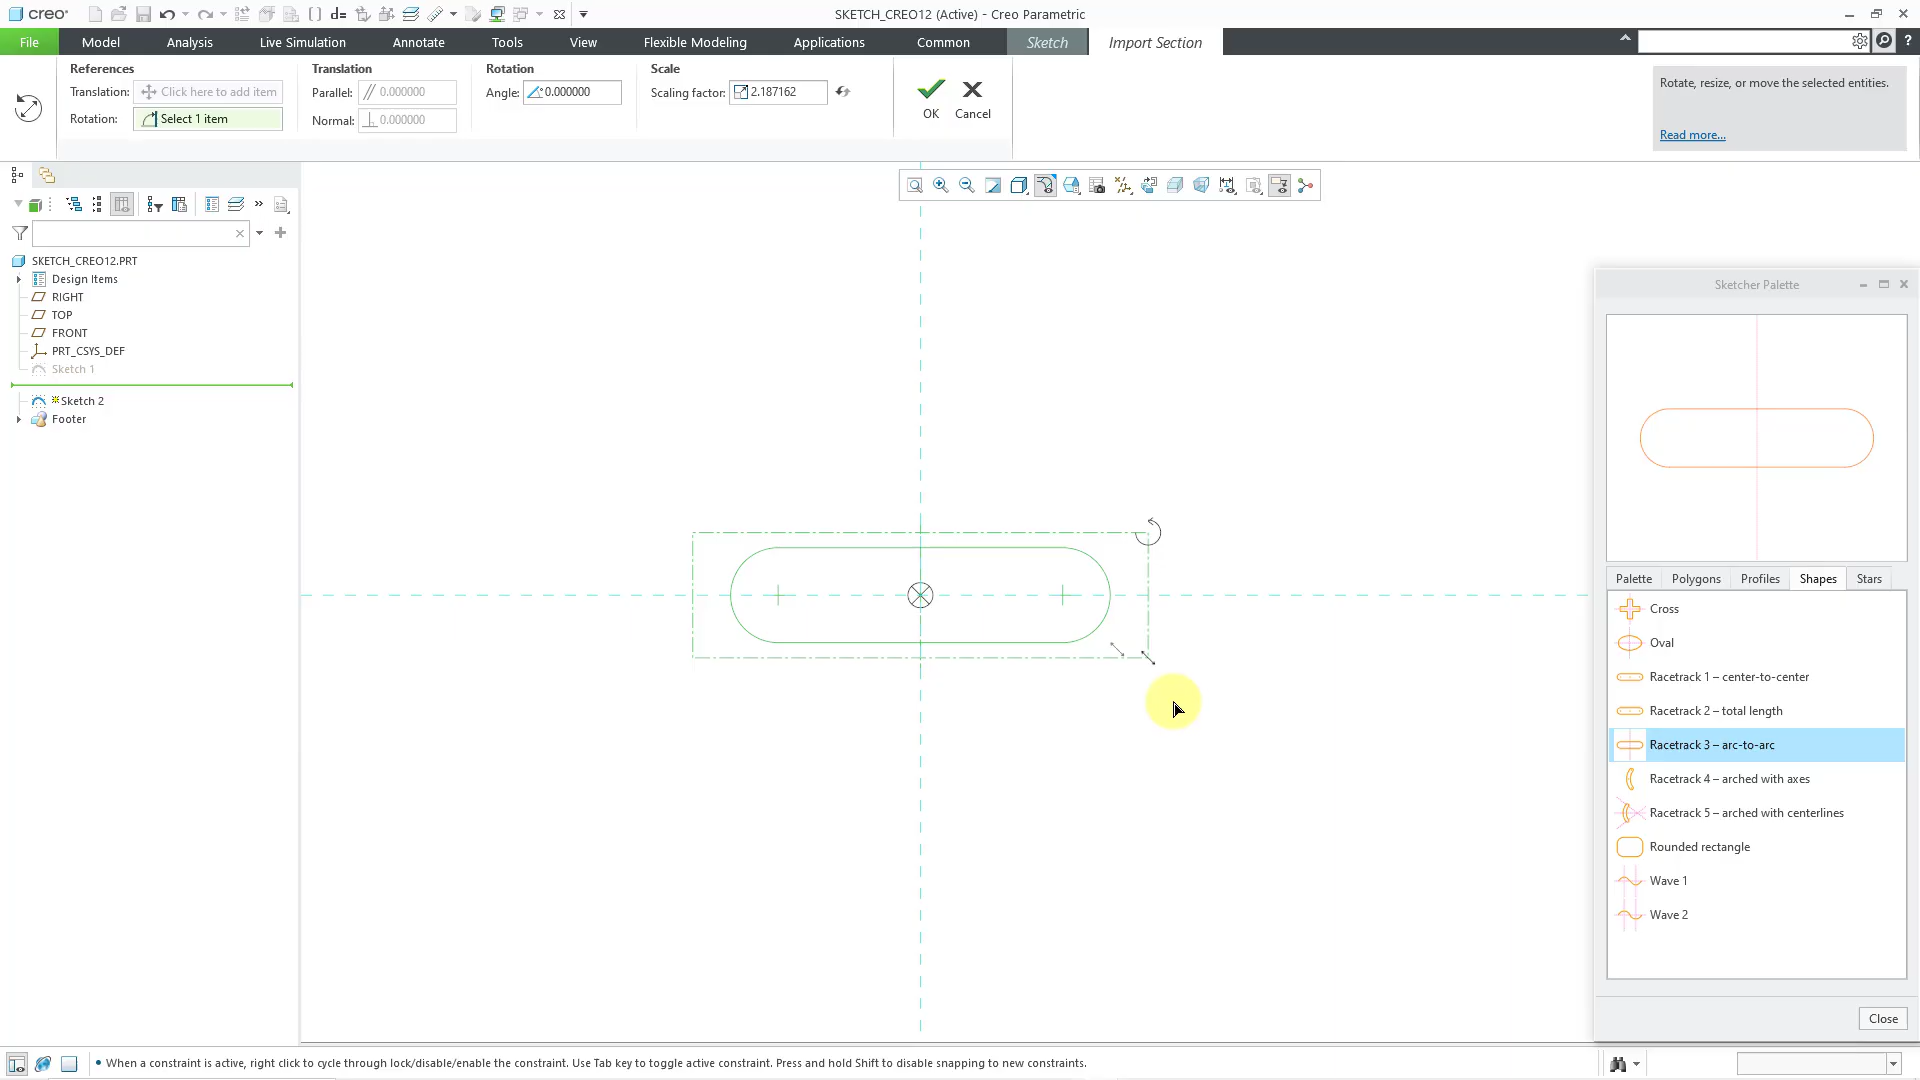 creo
SKETCH_CREO12 (Active) - Creo Parametric
File
Model
Analysis
Live Simulation
Annotate
Tools
View
Flexible Modeling
Applications
Common
Sketch
Import Section
References
Translation: Click here to add item
Rotation: Select 1 item
Translation
Parallel: 0.000000
Normal: 0.000000
Rotation
Angle: 0.000000
Scale
Scaling factor: 2.187162
OK
Cancel
Rotate, resize, or move the selected entities.
Read more...
SKETCH_CREO12.PRT
Design Items
RIGHT
TOP
FRONT
PRT_CSYS_DEF
Sketch 1
Sketch 2
Footer
Sketcher Palette
Palette
Polygons
Profiles
Shapes
Stars
Cross
Oval
Racetrack 1 – center-to-center
Racetrack 2 – total length
Racetrack 3 – arc-to-arc
Racetrack 4 – arched with axes
Racetrack 5 – arched with centerlines
Rounded rectangle
Wave 1
Wave 2
Close
• When a constraint is active, right click to cycle through lock/disable/enable the constraint. Use Tab key to toggle active constraint. Press and hold Shift to disable snapping to new constraints.